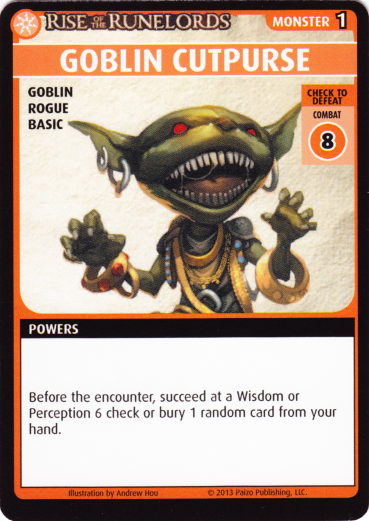 RISE OF THE RUNELORDS
MONSTER 1
GOBLIN CUTPURSE
GOBLIN
ROGUE
BASIC
CHECK TO
DEFEAT
COMBAT
8
POWERS
Before the encounter, succeed at a Wisdom or
Perception 6 check or bury 1 random card from your
hand.
Illustration by Andrew Hou
© 2013 Paizo Publishing, LLC.